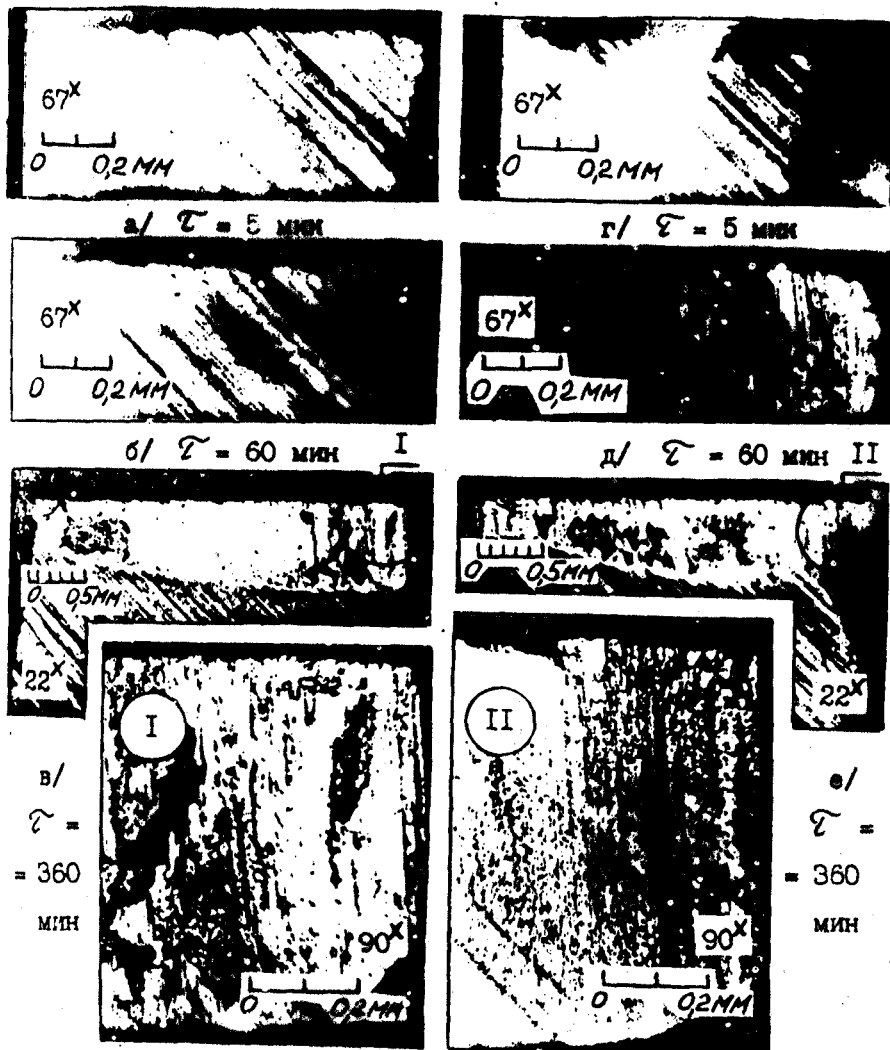 67ˣ
0 0,2 мм
67ˣ
0 0,2 мм
а/ τ = 5 мин
г/ τ = 5 мин
67ˣ
0 0,2 мм
67ˣ
0 0,2 мм
б/ τ = 60 мин
I
д/ τ = 60 мин
II
0 0,5 мм
22ˣ
0 0,5 мм
22ˣ
в/
τ =
= 360
мин
I
90ˣ
0 0,2 мм
II
90ˣ
0 0,2 мм
е/
τ =
= 360
мин